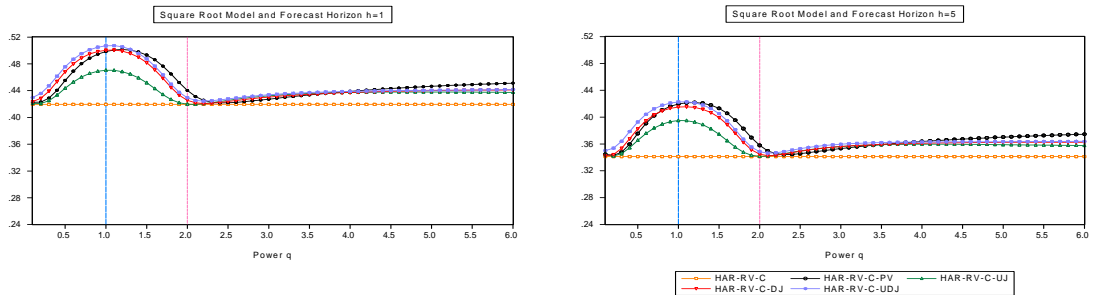 Square Root Model and Forecast Horizon h=1
.52
.48
.44
.40
.36
.32
.28
.24
0.5 1.0 1.5 2.0 2.5 3.0 3.5 4.0 4.5 5.0 5.5 6.0
Power q
Square Root Model and Forecast Horizon h=5
.52
.48
.44
.40
.36
.32
.28
.24
0.5 1.0 1.5 2.0 2.5 3.0 3.5 4.0 4.5 5.0 5.5 6.0
Power q
HAR-RV-C HAR-RV-C-PV HAR-RV-C-UJ
HAR-RV-C-DJ HAR-RV-C-UDJ